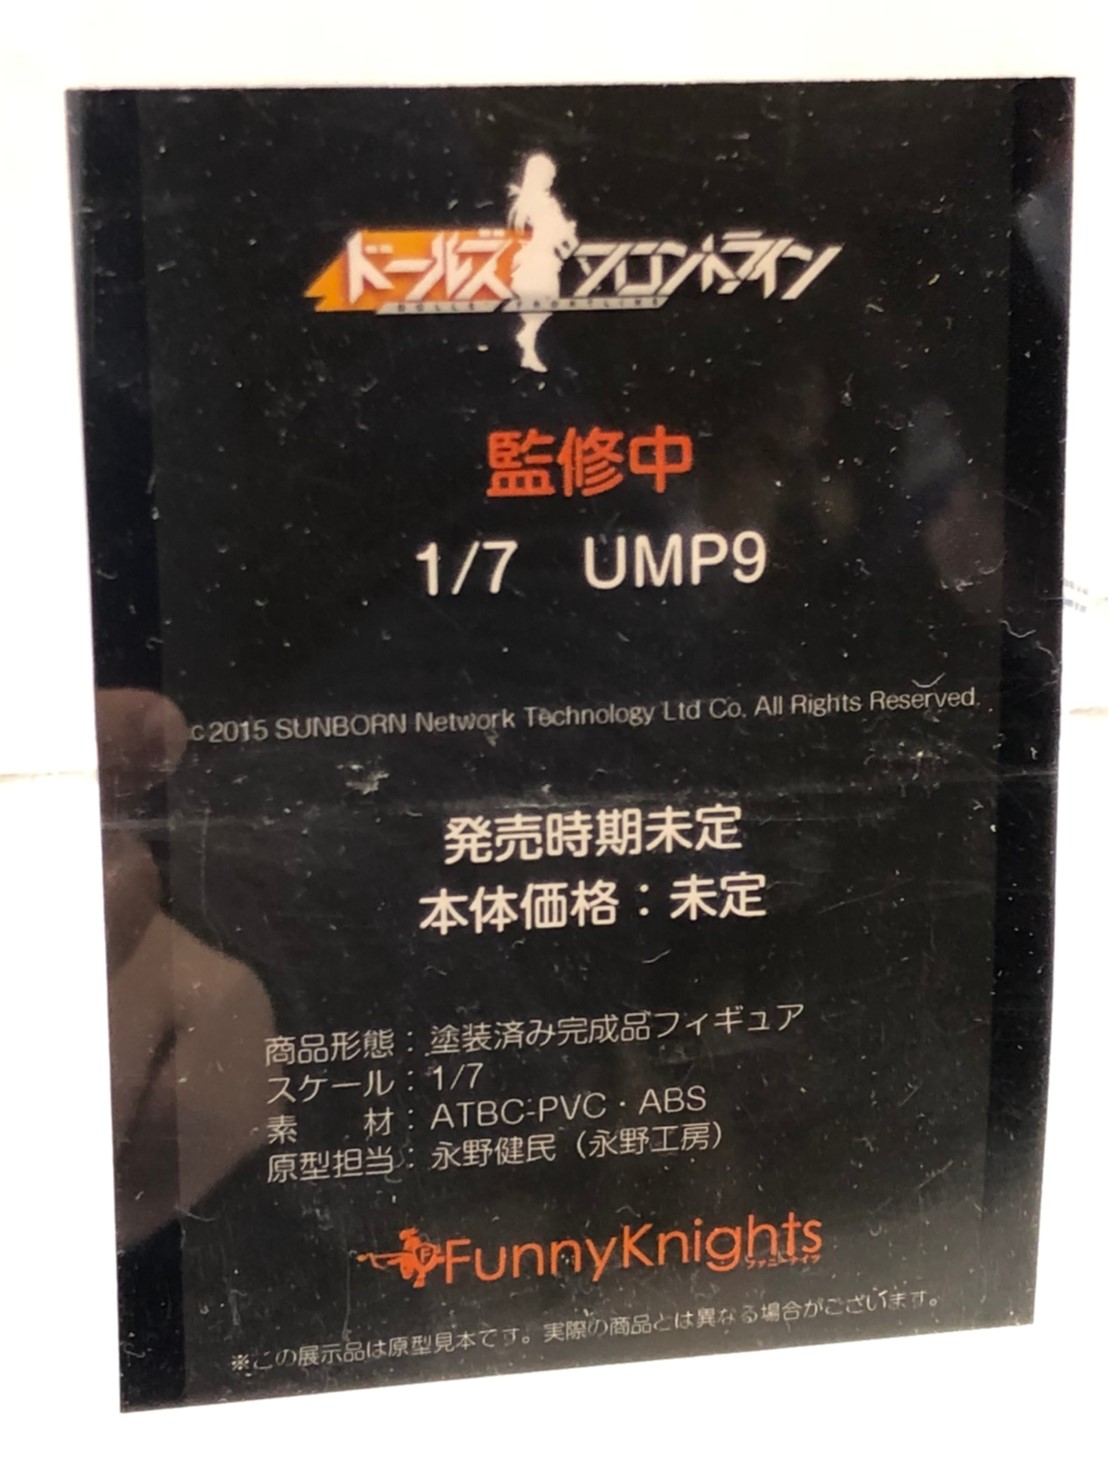 ドールズフロントライン
DOLLS' FRONTLINE
監修中
1/7 UMP9
c 2015 SUNBORN Network Technology Ltd Co. All Rights Reserved.
発売時期未定
本体価格：未定
商品形態：塗装済み完成品フィギュア
スケール：1/7
素　　材：ATBC-PVC・ABS
原型担当：永野健民（永野工房）
FunnyKnights
ファニーナイツ
※この展示品は原型見本です。実際の商品とは異なる場合がございます。